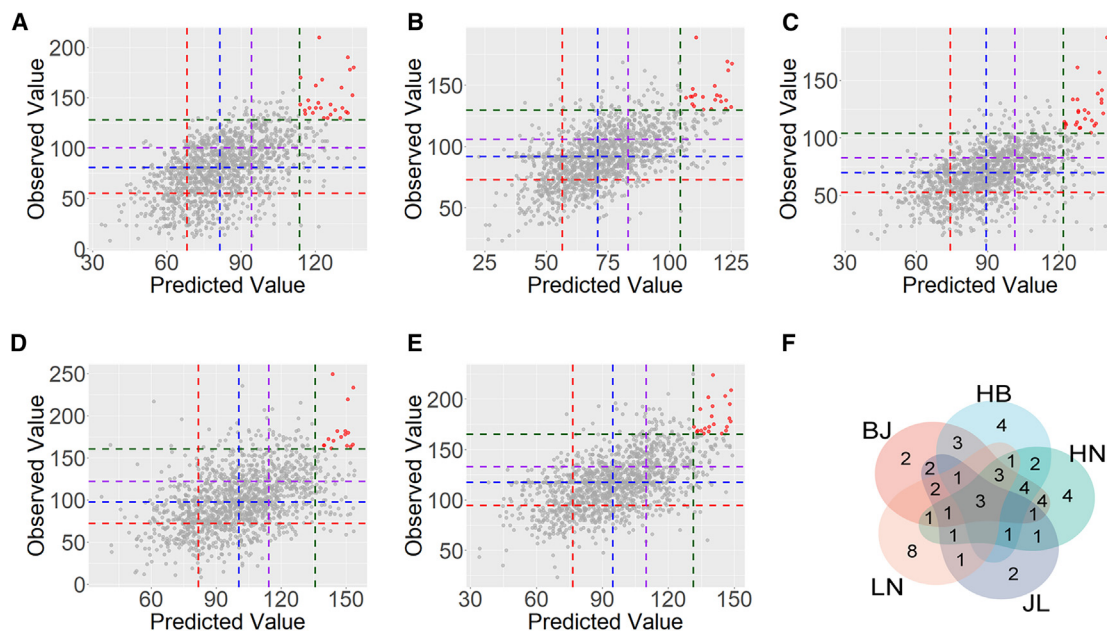 A
200
150
100
50
0
Observed Value
30 60 90 120
Predicted Value
B
150
100
50
Observed Value
25 50 75 100 125
Predicted Value
C
150
100
50
Observed Value
30 60 90 120
Predicted Value
D
250
200
150
100
50
0
Observed Value
60 90 120 150
Predicted Value
E
200
150
100
50
Observed Value
30 60 90 120 150
Predicted Value
F
HB
BJ
HN
LN
JL
4
3
2 1 2
2 1 3
2 4 4
3 4
1 1 1
1 1 1
8 1
2